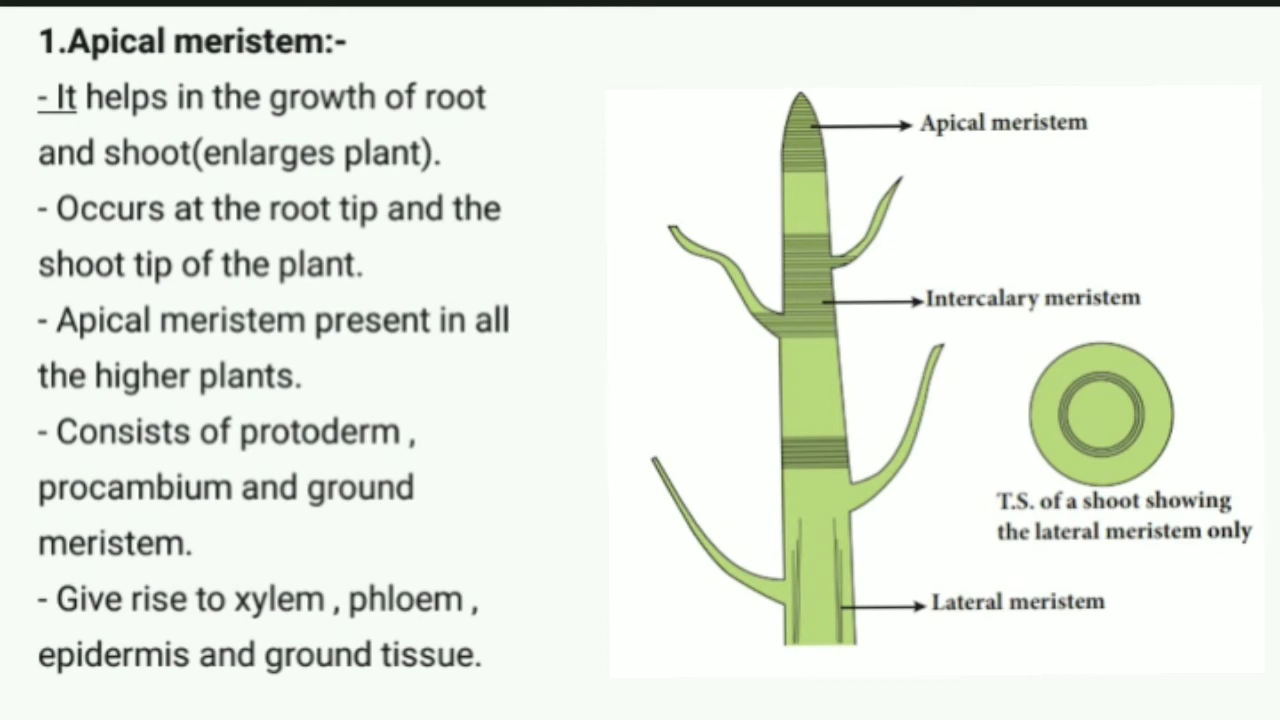 1.Apical meristem:-
- It helps in the growth of root
and shoot(enlarges plant).
- Occurs at the root tip and the
shoot tip of the plant.
- Apical meristem present in all
the higher plants.
- Consists of protoderm ,
procambium and ground
meristem.
- Give rise to xylem , phloem ,
epidermis and ground tissue.
Apical meristem
Intercalary meristem
T.S. of a shoot showing
the lateral meristem only
Lateral meristem